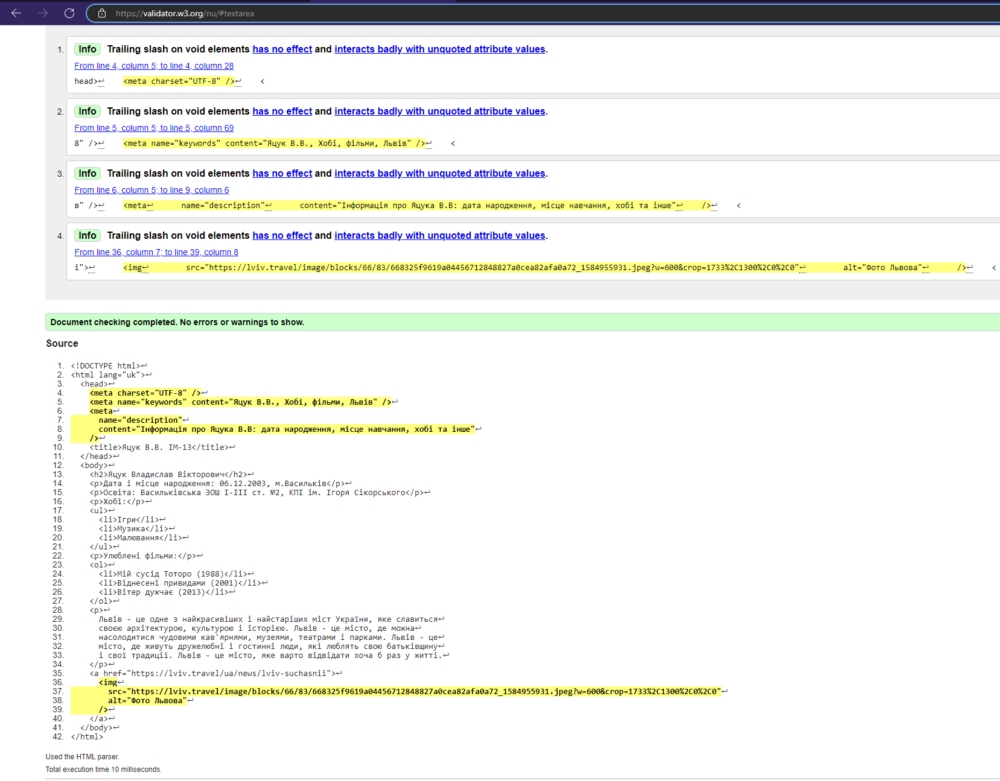 https://validator.w3.org/nu/#textarea
1. Info Trailing slash on void elements has no effect and interacts badly with unquoted attribute values.
From line 4, column 5; to line 4, column 28
head>↩ <meta charset="UTF-8" />↩ <
2. Info Trailing slash on void elements has no effect and interacts badly with unquoted attribute values.
From line 5, column 5; to line 5, column 69
8" />↩ <meta name="keywords" content="Яцук В.В., Хобі, фільми, Львів" />↩ <
3. Info Trailing slash on void elements has no effect and interacts badly with unquoted attribute values.
From line 6, column 5; to line 9, column 6
в" />↩ <meta↩ name="description"↩ content="Інформація про Яцука В.В: дата народження, місце навчання, хобі та інше"↩ />↩ <
4. Info Trailing slash on void elements has no effect and interacts badly with unquoted attribute values.
From line 36, column 7; to line 39, column 8
i">↩ <img↩ src="https://lviv.travel/image/blocks/66/83/668325f9619a04456712848827a0cea82afa0a72_1584955931.jpeg?w=600&crop=1733%2C1300%2C0%2C0"↩ alt="Фото Львова"↩ />↩ <
Document checking completed. No errors or warnings to show.
Source
1. <!DOCTYPE html>↩
2. <html lang="uk">↩
3. <head>↩
4. <meta charset="UTF-8" />↩
5. <meta name="keywords" content="Яцук В.В., Хобі, фільми, Львів" />↩
6. <meta↩
7. name="description"↩
8. content="Інформація про Яцука В.В: дата народження, місце навчання, хобі та інше"↩
9. />↩
10. <title>Яцук В.В. ІМ-13</title>↩
11. </head>↩
12. <body>↩
13. <h2>Яцук Владислав Вікторович</h2>↩
14. <p>Дата і місце народження: 06.12.2003, м.Васильків</p>↩
15. <p>Освіта: Васильківська ЗОШ І-ІІІ ст. №2, КПІ ім. Ігоря Сікорського</p>↩
16. <p>Хобі:</p>↩
17. <ul>↩
18. <li>Ігри</li>↩
19. <li>Музика</li>↩
20. <li>Малювання</li>↩
21. </ul>↩
22. <p>Улюблені фільми:</p>↩
23. <ol>↩
24. <li>Мій сусід Тоторо (1988)</li>↩
25. <li>Віднесені привидами (2001)</li>↩
26. <li>Вітер дужчає (2013)</li>↩
27. </ol>↩
28. <p>↩
29. Львів - це одне з найкрасивіших і найстаріших міст України, яке славиться↩
30. своєю архітектурою, культурою і історією. Львів - це місто, де можна↩
31. насолодитися чудовими кав'ярнями, музеями, театрами і парками. Львів - це↩
32. місто, де живуть дружелюбні і гостинні люди, які люблять свою батьківщину↩
33. і свої традиції. Львів - це місто, яке варто відвідати хоча б раз у житті.↩
34. </p>↩
35. <a href="https://lviv.travel/ua/news/lviv-suchasnii">↩
36. <img↩
37. src="https://lviv.travel/image/blocks/66/83/668325f9619a04456712848827a0cea82afa0a72_1584955931.jpeg?w=600&crop=1733%2C1300%2C0%2C0"↩
38. alt="Фото Львова"↩
39. />↩
40. </a>↩
41. </body>↩
42. </html>
Used the HTML parser.
Total execution time 10 milliseconds.